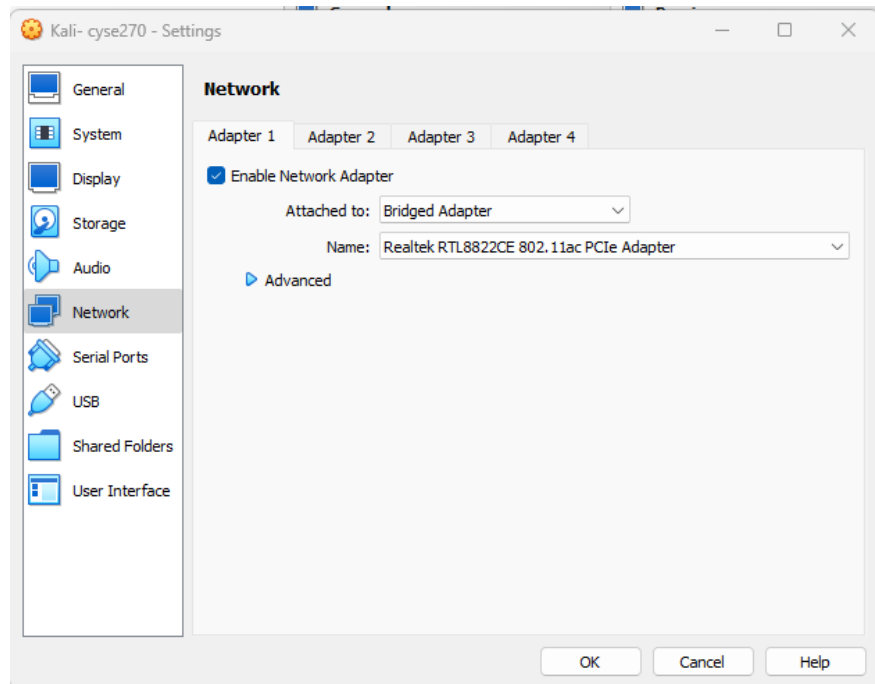 Kali- cyse270 - Settings
General
System
Display
Storage
Audio
Network
Serial Ports
USB
Shared Folders
User Interface
Network
Adapter 1 Adapter 2 Adapter 3 Adapter 4
Enable Network Adapter
Attached to: Bridged Adapter
Name: Realtek RTL8822CE 802.11ac PCIe Adapter
Advanced
OK Cancel Help